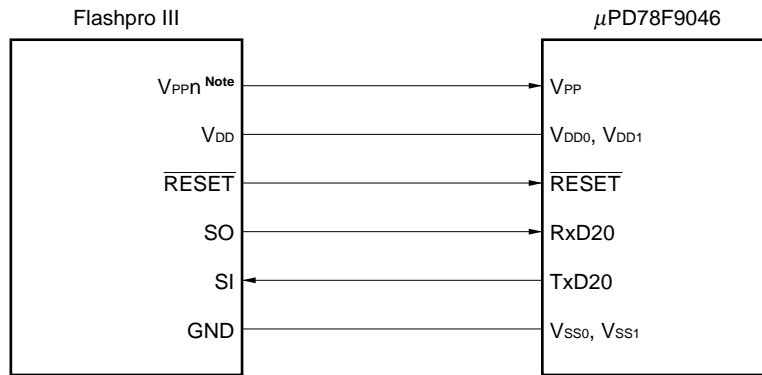 Flashpro III
μPD78F9046
VPPn Note
VPP
VDD
VDD0, VDD1
RESET
RESET
SO
RxD20
SI
TxD20
GND
VSS0, VSS1